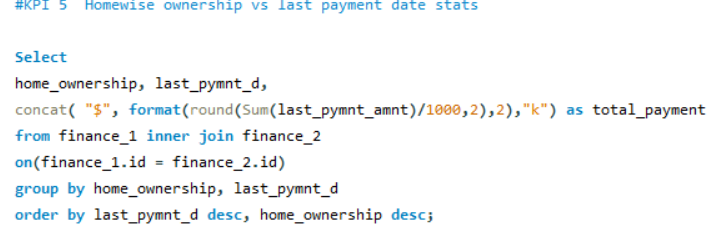 #KPI 5  Homewise ownership vs last payment date stats
Select
home_ownership, last_pymnt_d,
concat( "$", format(round(Sum(last_pymnt_amnt)/1000,2),2),"k") as total_payment
from finance_1 inner join finance_2
on(finance_1.id = finance_2.id)
group by home_ownership, last_pymnt_d
order by last_pymnt_d desc, home_ownership desc;